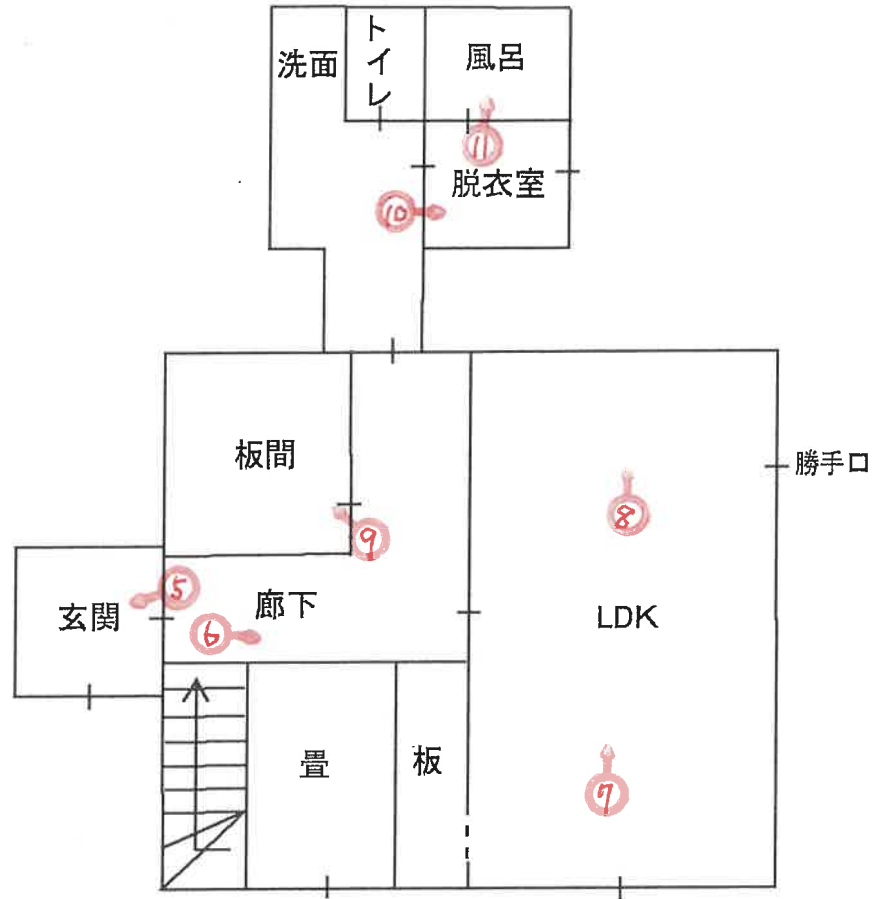 洗面
トイレ
風呂
⑪
脱衣室
⑩
板間
勝手口
⑧
⑨
⑤
廊下
玄関
⑥
LDK
畳
板
⑦